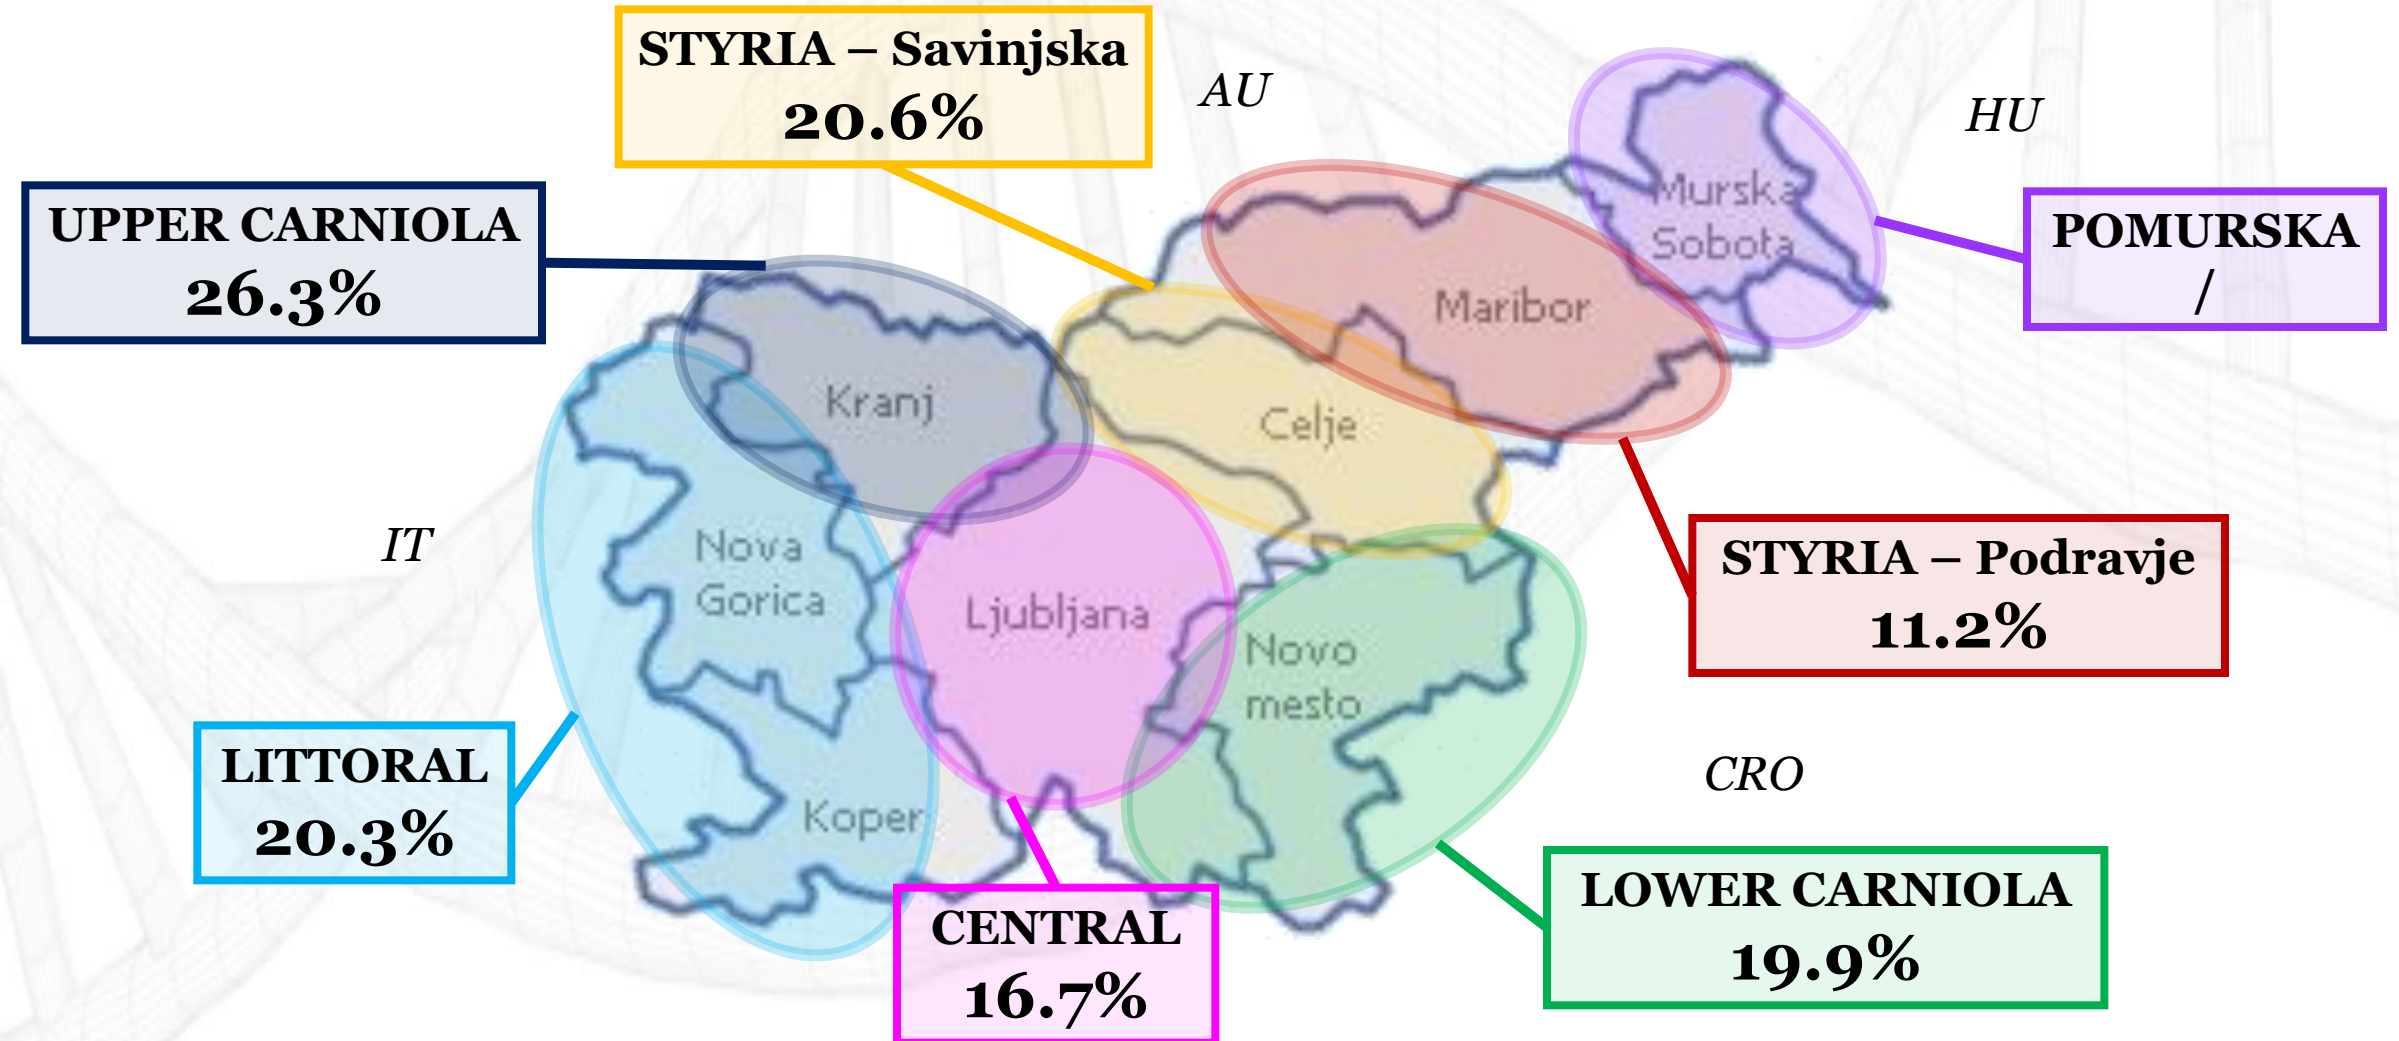 STYRIA – Savinjska
20.6%
AU
HU
UPPER CARNIOLA
26.3%
POMURSKA
/
Murska
Sobota
Maribor
Kranj
Celje
IT
Nova
Gorica
Ljubljana
Novo
mesto
STYRIA – Podravje
11.2%
LITTORAL
20.3%
Koper
CRO
CENTRAL
16.7%
LOWER CARNIOLA
19.9%